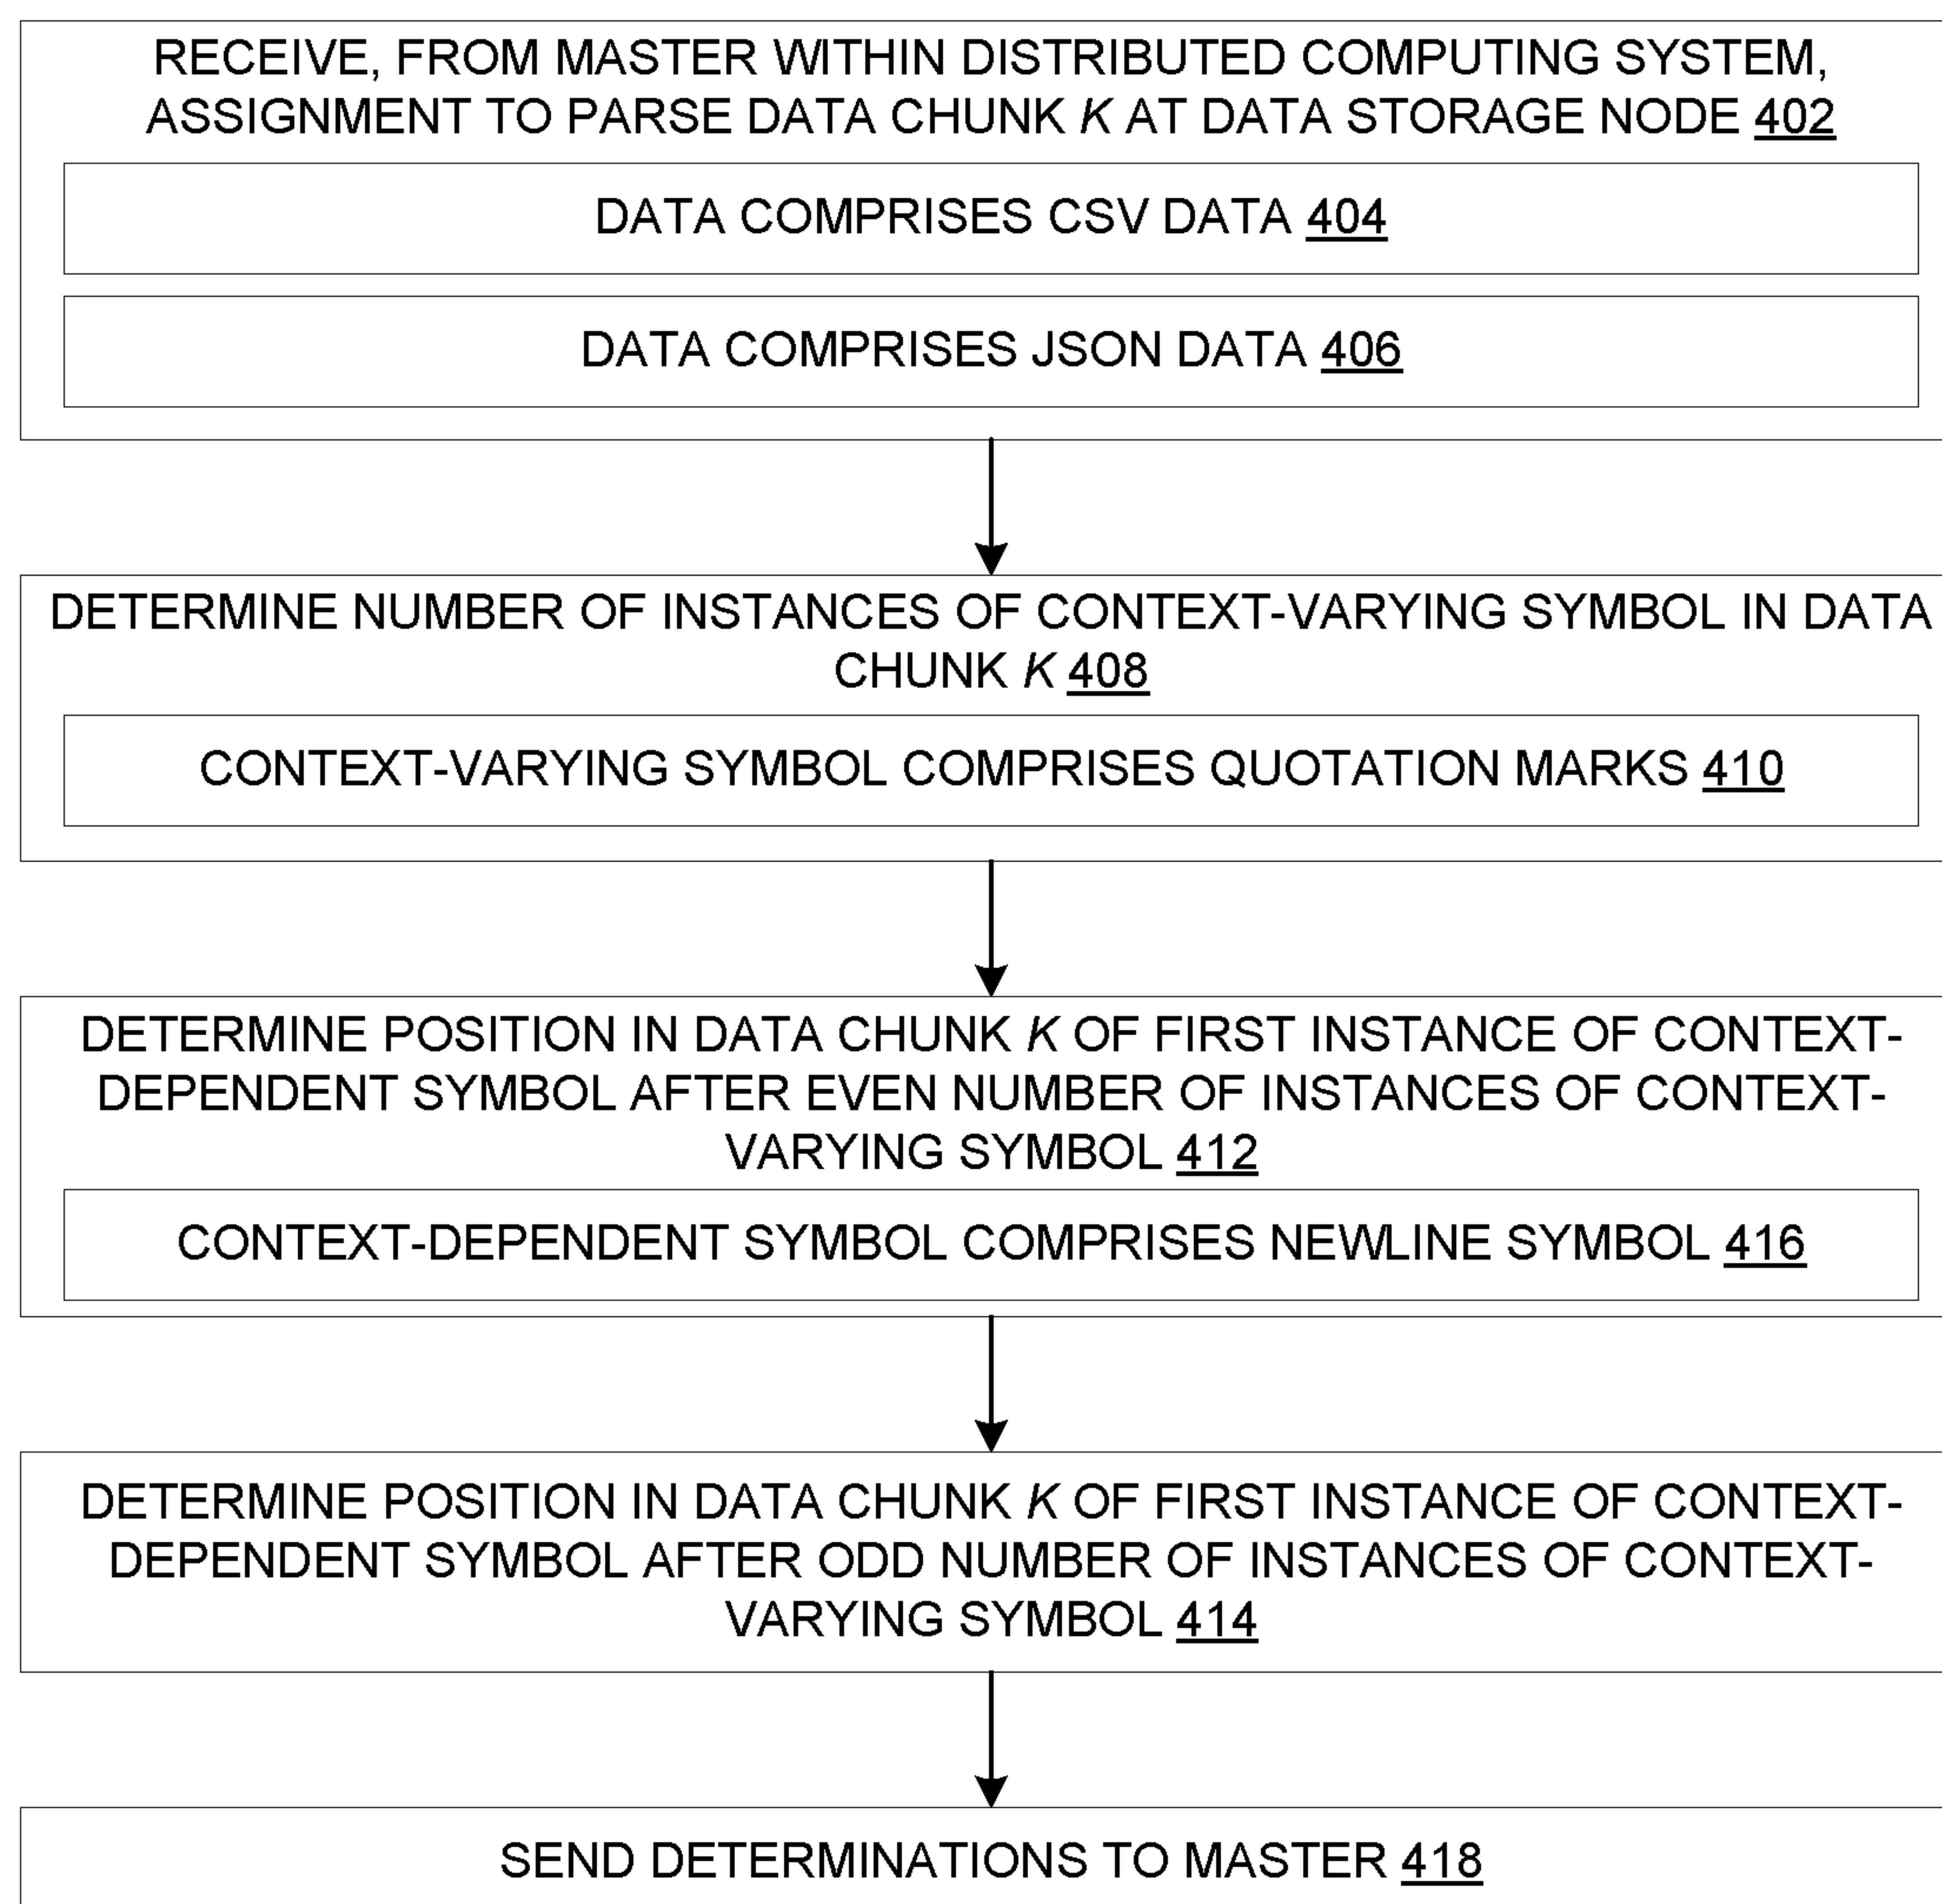 RECEIVE, FROM MASTER WITHIN DISTRIBUTED COMPUTING SYSTEM,
ASSIGNMENT TO PARSE DATA CHUNK K AT DATA STORAGE NODE 402
DATA COMPRISES CSV DATA 404
DATA COMPRISES JSON DATA 406
DETERMINE NUMBER OF INSTANCES OF CONTEXT-VARYING SYMBOL IN DATA
CHUNK K 408
CONTEXT-VARYING SYMBOL COMPRISES QUOTATION MARKS 410
DETERMINE POSITION IN DATA CHUNK K OF FIRST INSTANCE OF CONTEXT-
DEPENDENT SYMBOL AFTER EVEN NUMBER OF INSTANCES OF CONTEXT-
VARYING SYMBOL 412
CONTEXT-DEPENDENT SYMBOL COMPRISES NEWLINE SYMBOL 416
DETERMINE POSITION IN DATA CHUNK K OF FIRST INSTANCE OF CONTEXT-
DEPENDENT SYMBOL AFTER ODD NUMBER OF INSTANCES OF CONTEXT-
VARYING SYMBOL 414
SEND DETERMINATIONS TO MASTER 418